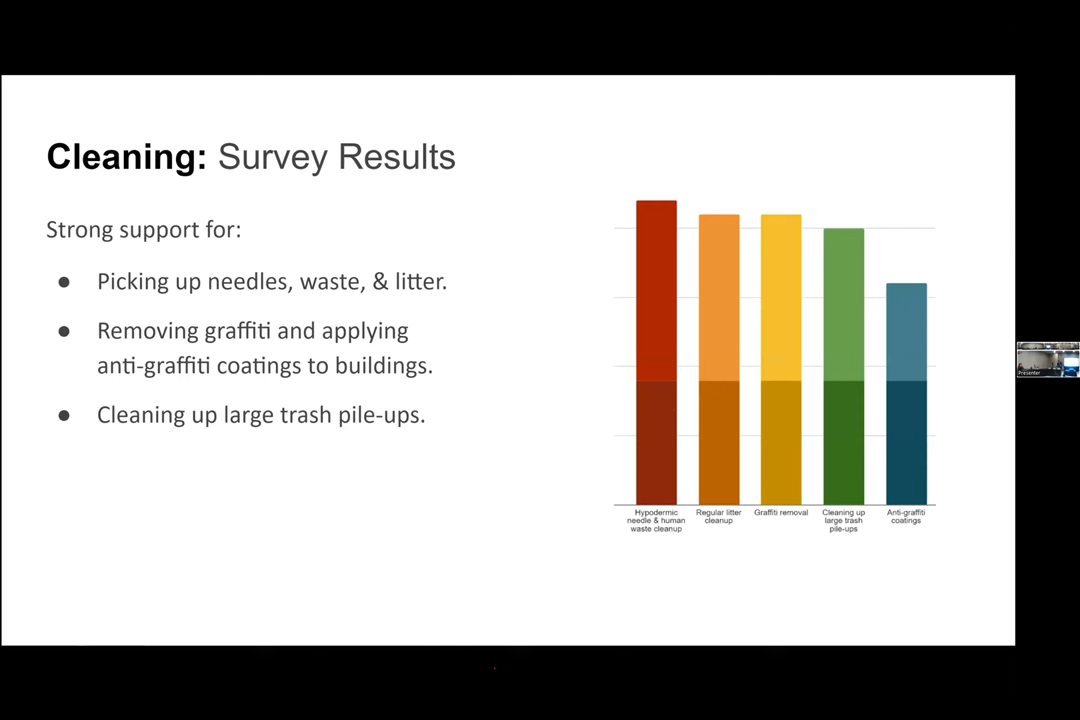 Cleaning: Survey Results
Strong support for:
● Picking up needles, waste, & litter.
● Removing graffiti and applying
anti-graffiti coatings to buildings.
● Cleaning up large trash pile-ups.
Hypodermic
needle & human
waste cleanup
Regular litter
cleanup
Graffiti removal
Cleaning up
large trash
pile-ups
Anti-graffiti
coatings
Presenter